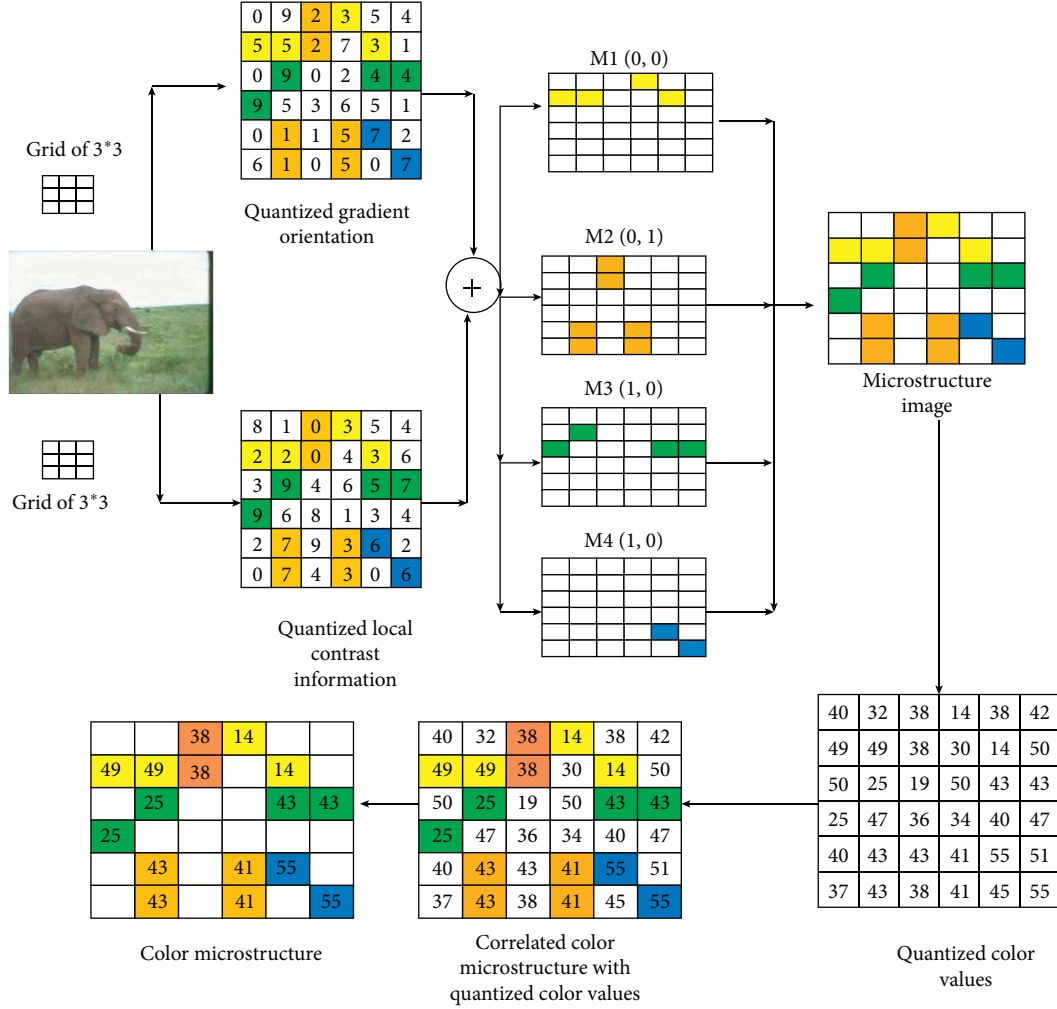 0 9 2 3 5 4
5 5 2 7 3 1
0 9 0 2 4 4
9 5 3 6 5 1
0 1 1 5 7 2
6 1 0 5 0 7
Quantized gradient
orientation
Grid of 3*3
Grid of 3*3
8 1 0 3 5 4
2 2 0 4 3 6
3 9 4 6 5 7
9 6 8 1 3 4
2 7 9 3 6 2
0 7 4 3 0 6
Quantized local
contrast
information
+
M1 (0, 0)
M2 (0, 1)
M3 (1, 0)
M4 (1, 0)
Microstructure
image
40 32 38 14 38 42
49 49 38 30 14 50
50 25 19 50 43 43
25 47 36 34 40 47
40 43 43 41 55 51
37 43 38 41 45 55
Quantized color
values
40 32 38 14 38 42
49 49 38 30 14 50
50 25 19 50 43 43
25 47 36 34 40 47
40 43 43 41 55 51
37 43 38 41 45 55
Correlated color
microstructure with
quantized color values
38 14
49 49 38 14
25 43 43
25
43 41 55
43 41 55
Color microstructure